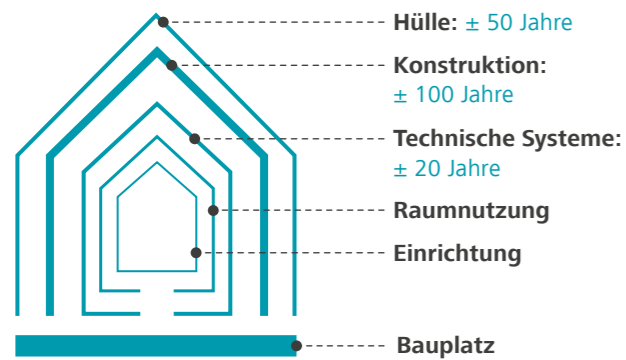 Hülle: ± 50 Jahre
Konstruktion:
± 100 Jahre
Technische Systeme:
± 20 Jahre
Raumnutzung
Einrichtung
Bauplatz